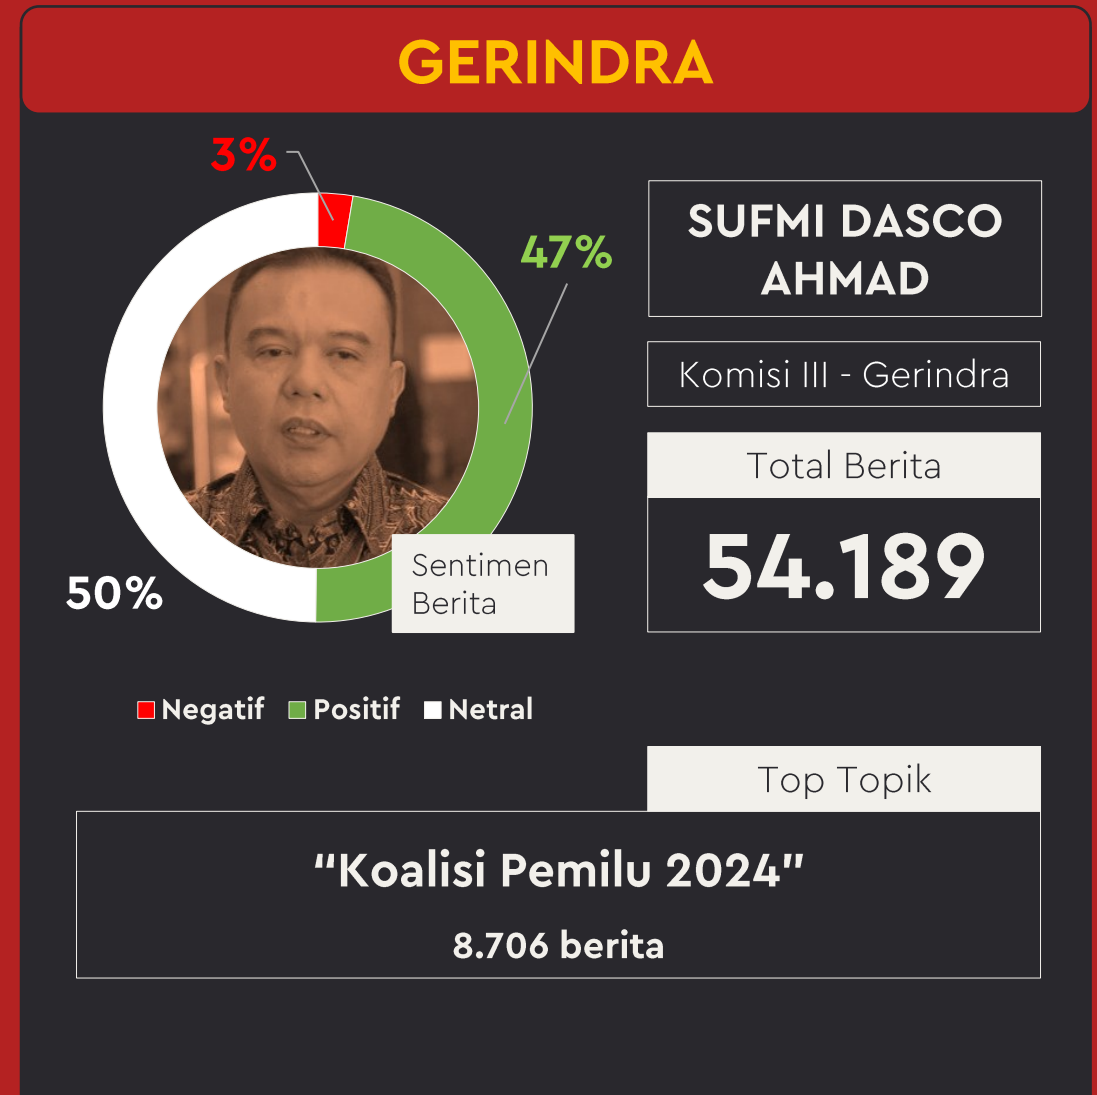 GERINDRA
3%
47%
50%
Sentimen
Berita
Negatif Positif Netral
SUFMI DASCO
AHMAD
Komisi III - Gerindra
Total Berita
54.189
Top Topik
“Koalisi Pemilu 2024”
8.706 berita